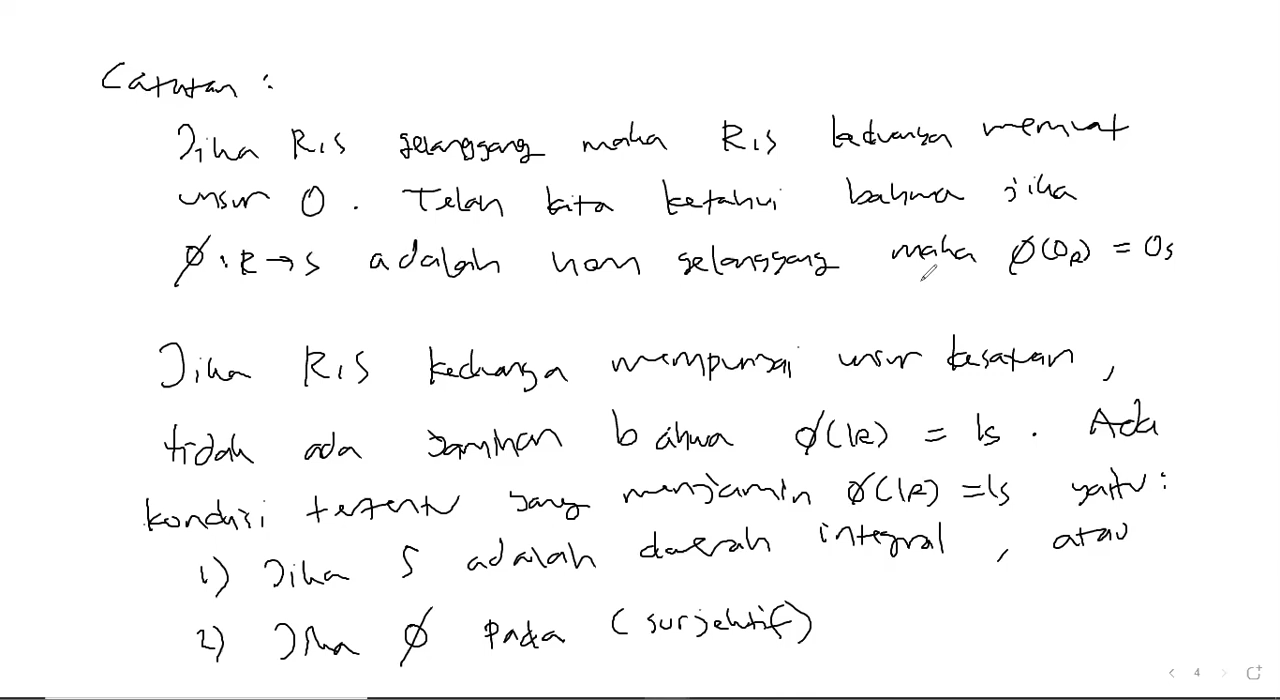 Catatan :
Jika R,S gelanggang maka R,S keduanya memuat
unsur 0 . Telah kita ketahui bahwa jika
ø : R → S adalah hom gelanggang maka ø(0R) = 0s
Jika R,S keduanya mempunyai unsur kesatuan ,
tidak ada jaminan bahwa ø(1R) = 1s . Ada
kondisi tertentu yang menjamin ø(1R) = 1s yaitu :
1) Jika S adalah daerah integral , atau
2) Jika ø pada (surjektif)
4